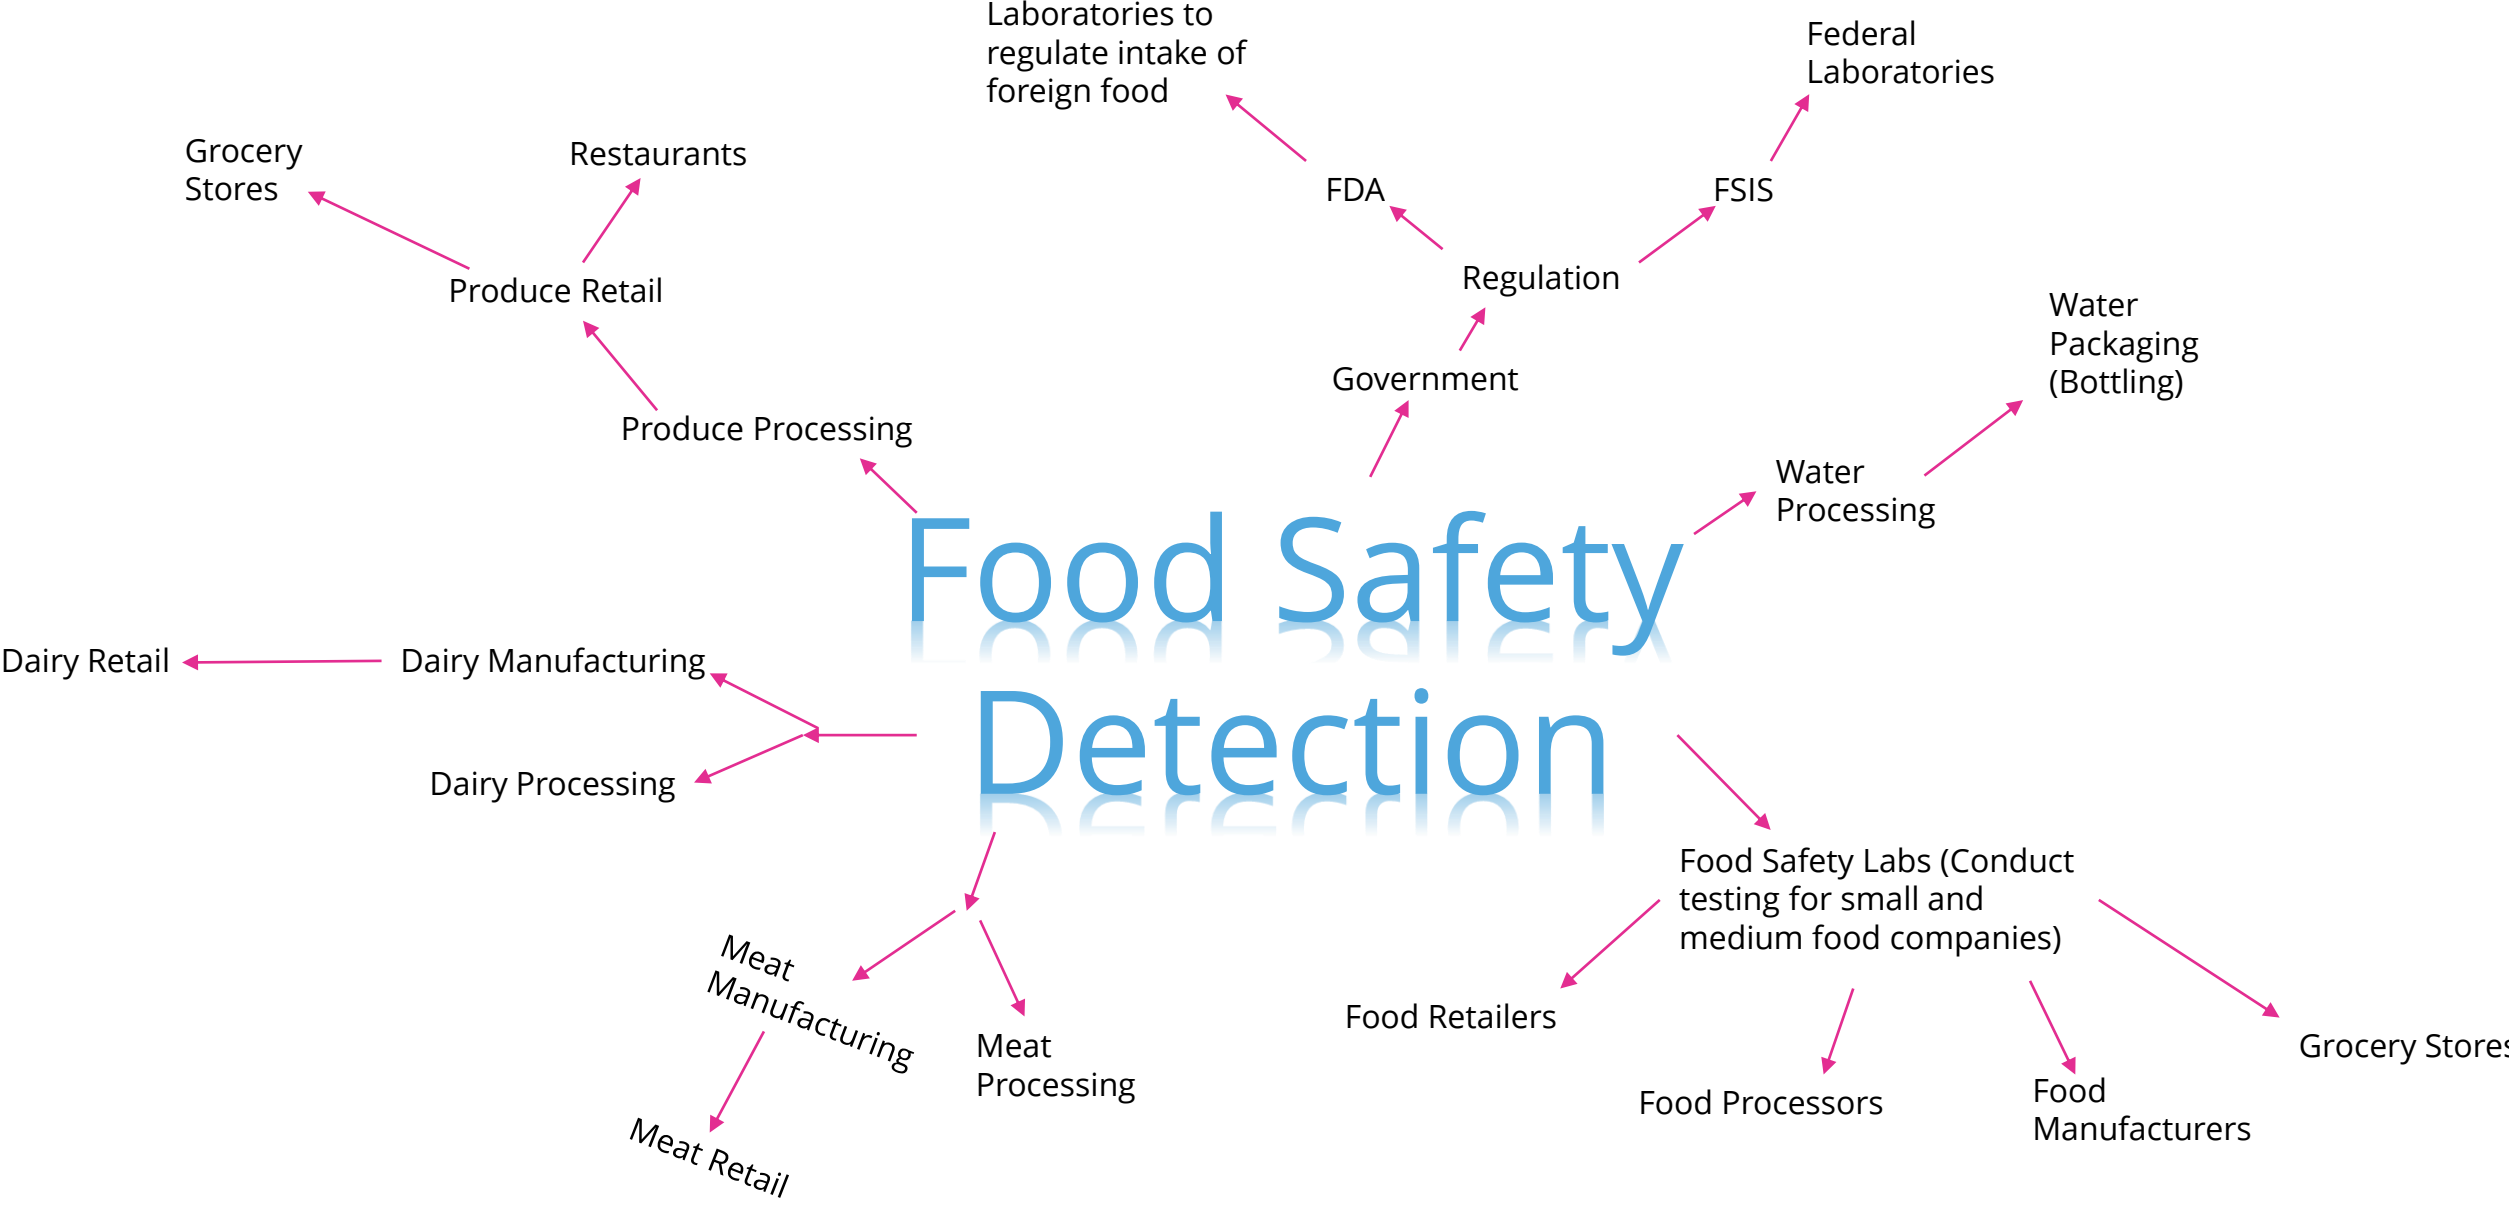 Laboratories to
regulate intake of
foreign food
Federal
Laboratories
Grocery
Stores
Restaurants
FDA
FSIS
Produce Retail
Regulation
Water
Packaging
(Bottling)
Government
Produce Processing
Water
Processing
Food Safety
Detection
Dairy Retail
Dairy Manufacturing
Dairy Processing
Food Safety Labs (Conduct
testing for small and
medium food companies)
Meat
Manufacturing
Meat
Processing
Meat Retail
Food Retailers
Food Processors
Food
Manufacturers
Grocery Stores